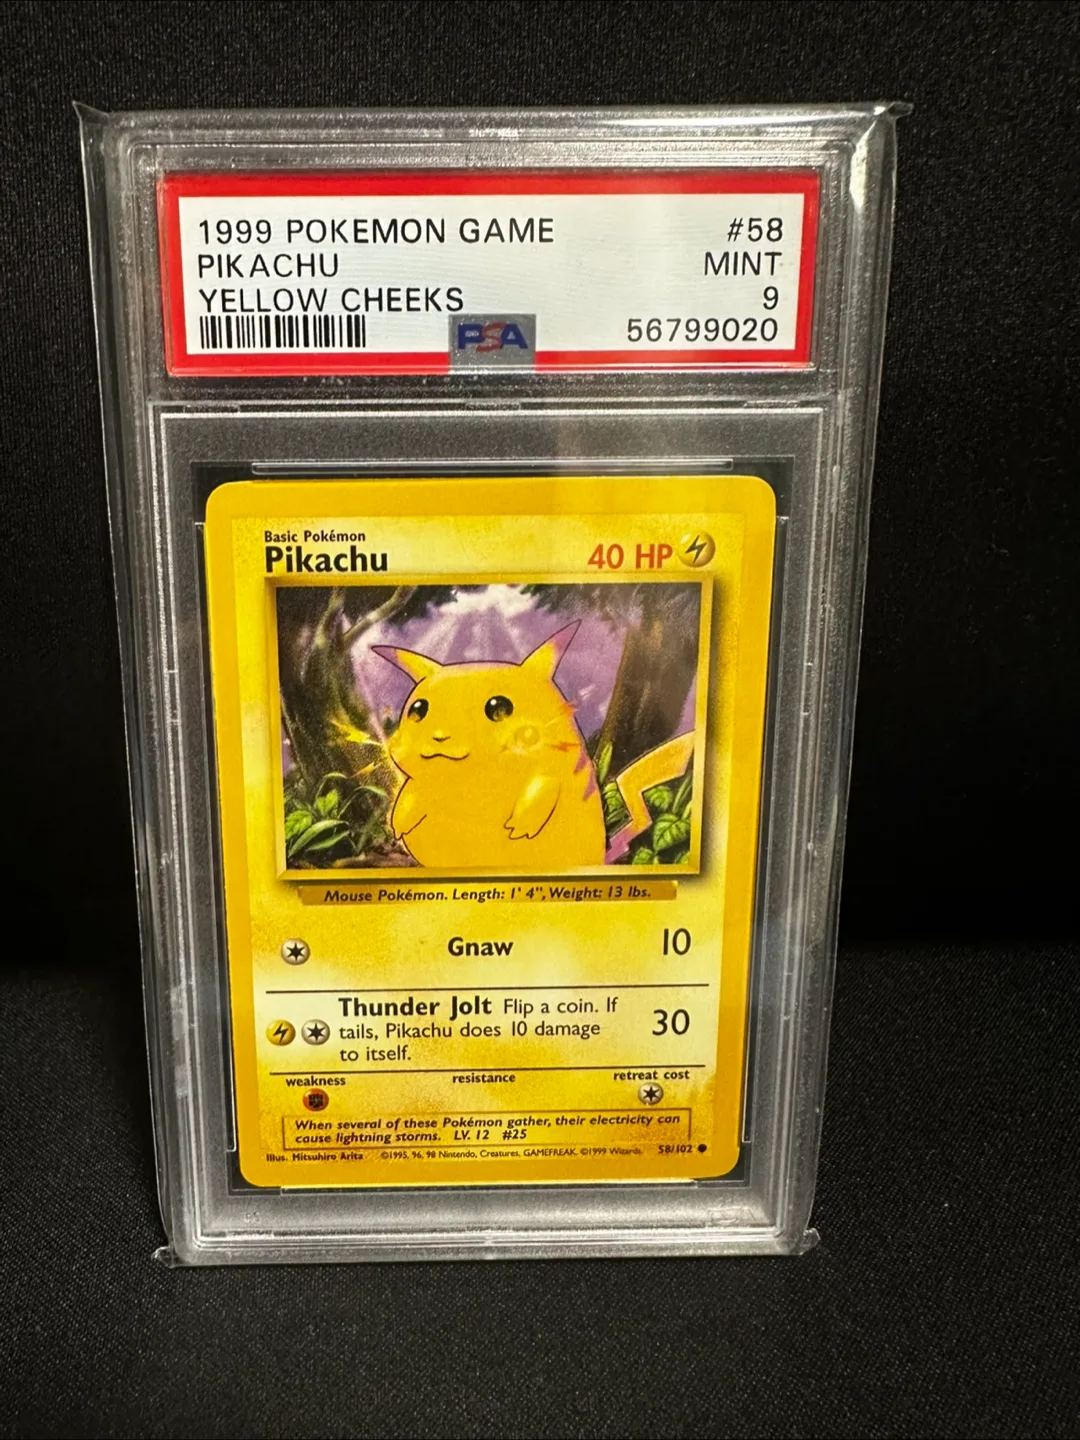 1999 POKEMON GAME #58
PIKACHU MINT
YELLOW CHEEKS 9
PSA 56799020
Basic Pokémon
Pikachu 40 HP
Mouse Pokémon. Length: 1' 4", Weight: 13 lbs.
Gnaw 10
Thunder Jolt Flip a coin. If
tails, Pikachu does 10 damage 30
to itself.
weakness resistance retreat cost
When several of these Pokémon gather, their electricity can
cause lightning storms. LV. 12 #25
Illus. Mitsuhiro Arita ©1995, 96, 98 Nintendo, Creatures, GAMEFREAK. ©1999 Wizards. 58/102